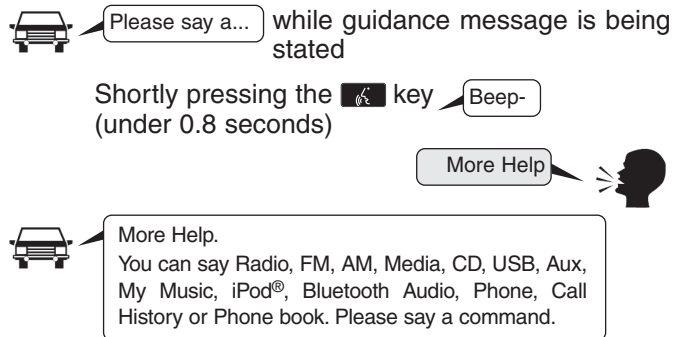 Please say a... while guidance message is being
stated
Shortly pressing the key Beep-
(under 0.8 seconds)
More Help
More Help.
You can say Radio, FM, AM, Media, CD, USB, Aux,
My Music, iPod®, Bluetooth Audio, Phone, Call
History or Phone book. Please say a command.